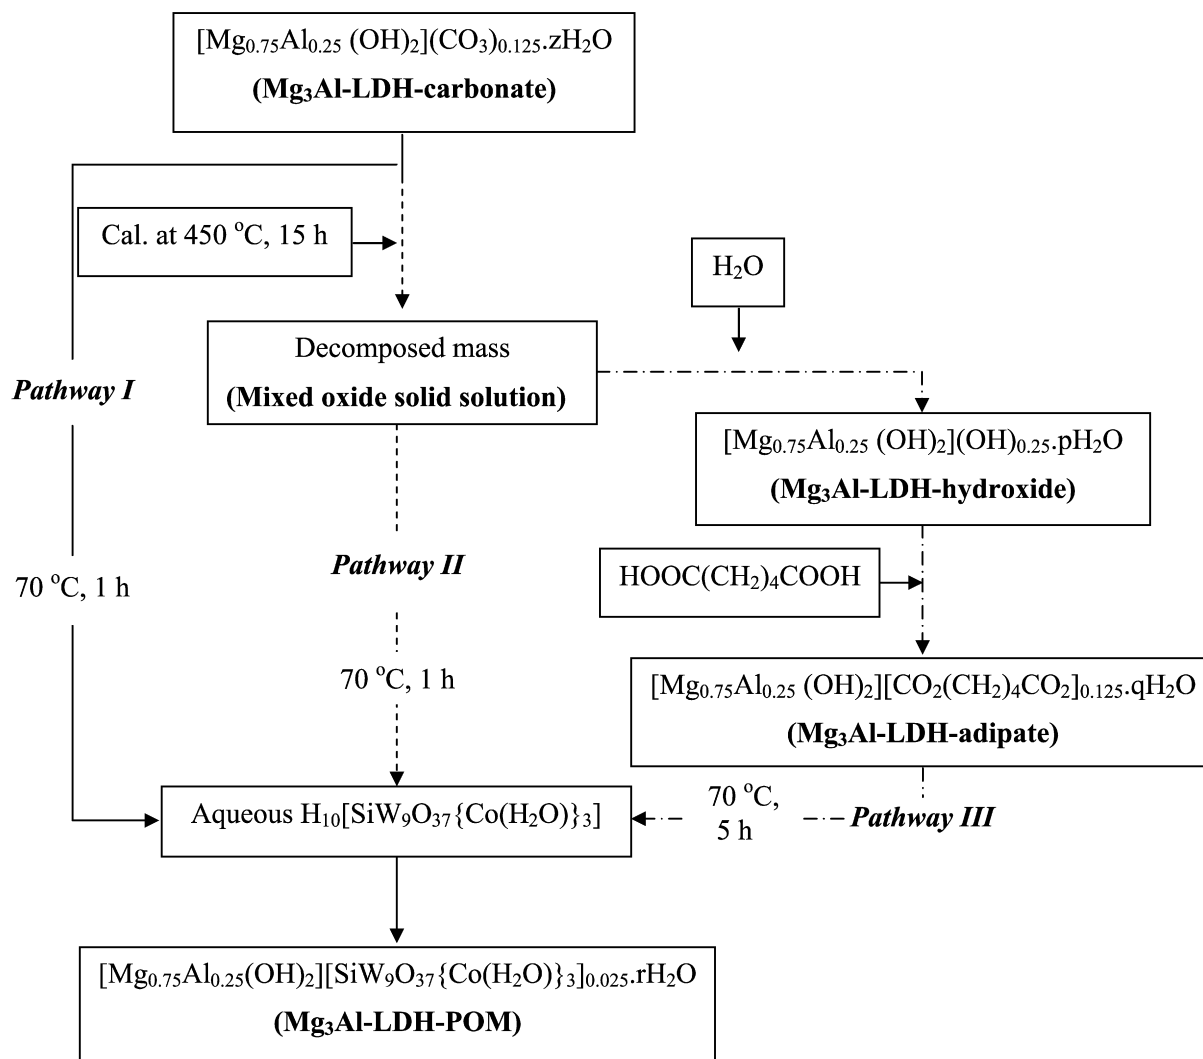 [Mg₀.₇₅Al₀.₂₅ (OH)₂](CO₃)₀.₁₂₅.zH₂O
(Mg₃Al-LDH-carbonate)
Cal. at 450 °C, 15 h
H₂O
Decomposed mass
(Mixed oxide solid solution)
Pathway I
[Mg₀.₇₅Al₀.₂₅ (OH)₂](OH)₀.₂₅.pH₂O
(Mg₃Al-LDH-hydroxide)
Pathway II
HOOC(CH₂)₄COOH
70 °C, 1 h
70 °C, 1 h
[Mg₀.₇₅Al₀.₂₅ (OH)₂][CO₂(CH₂)₄CO₂]₀.₁₂₅.qH₂O
(Mg₃Al-LDH-adipate)
Aqueous H₁₀[SiW₉O₃₇{Co(H₂O)}₃]
70 °C,
5 h
Pathway III
[Mg₀.₇₅Al₀.₂₅(OH)₂][SiW₉O₃₇{Co(H₂O)}₃]₀.₀₂₅.rH₂O
(Mg₃Al-LDH-POM)